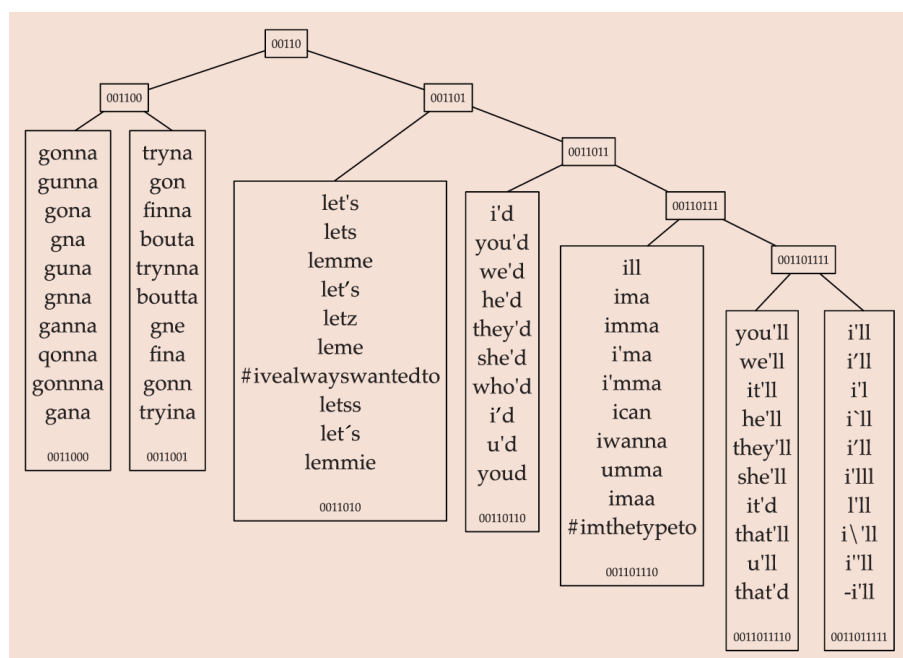 00110
001100
001101
gonna
gunna
gona
gna
guna
gnna
ganna
qonna
gonnna
gana
0011000
tryna
gon
finna
bouta
trynna
boutta
gne
fina
gonn
tryina
0011001
let's
lets
lemme
let’s
letz
leme
#ivealwayswantedto
letss
let´s
lemmie
0011010
0011011
i'd
you'd
we'd
he'd
they'd
she'd
who'd
i’d
u'd
youd
00110110
00110111
ill
ima
imma
i'ma
i'mma
ican
iwanna
umma
imaa
#imthetypeto
001101110
001101111
you'll
we'll
it'll
he'll
they'll
she'll
it'd
that'll
u'll
that'd
0011011110
i'll
i’ll
i'l
i`ll
i’ll
i'lll
l'll
i\'ll
i''ll
-i'll
0011011111